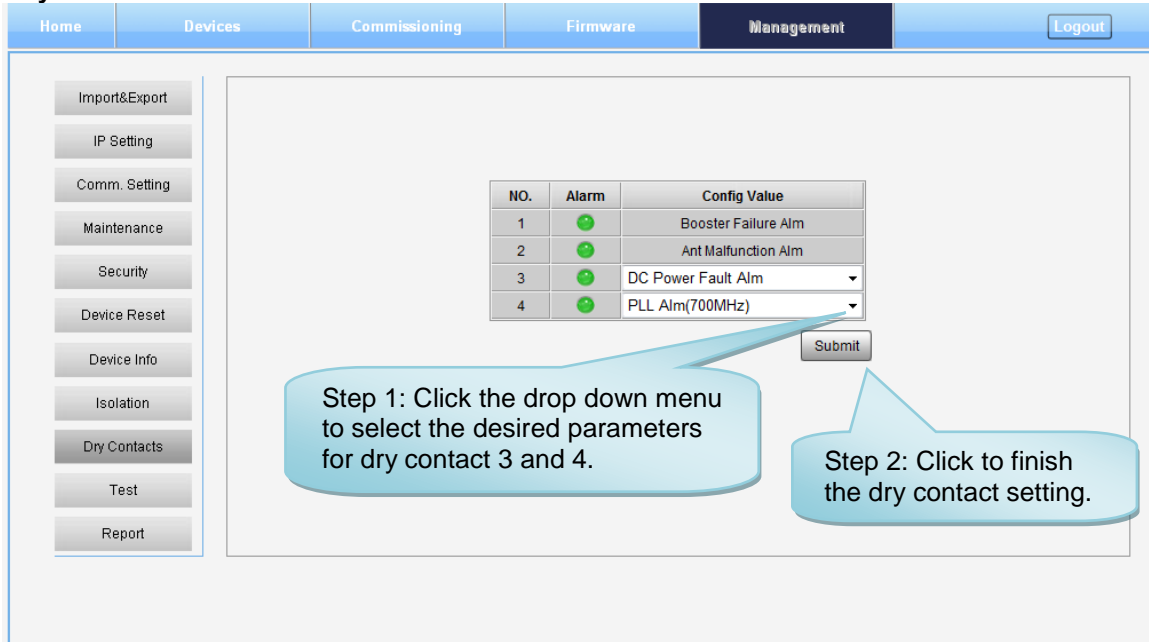 Home Devices Commissioning Firmware Management Logout
Import&Export
IP Setting
Comm. Setting
Maintenance
Security
Device Reset
Device Info
Isolation
Dry Contacts
Test
Report
NO. Alarm Config Value
1 Booster Failure Alm
2 Ant Malfunction Alm
3 DC Power Fault Alm
4 PLL Alm(700MHz)
Submit
Step 1: Click the drop down menu
to select the desired parameters
for dry contact 3 and 4.
Step 2: Click to finish
the dry contact setting.